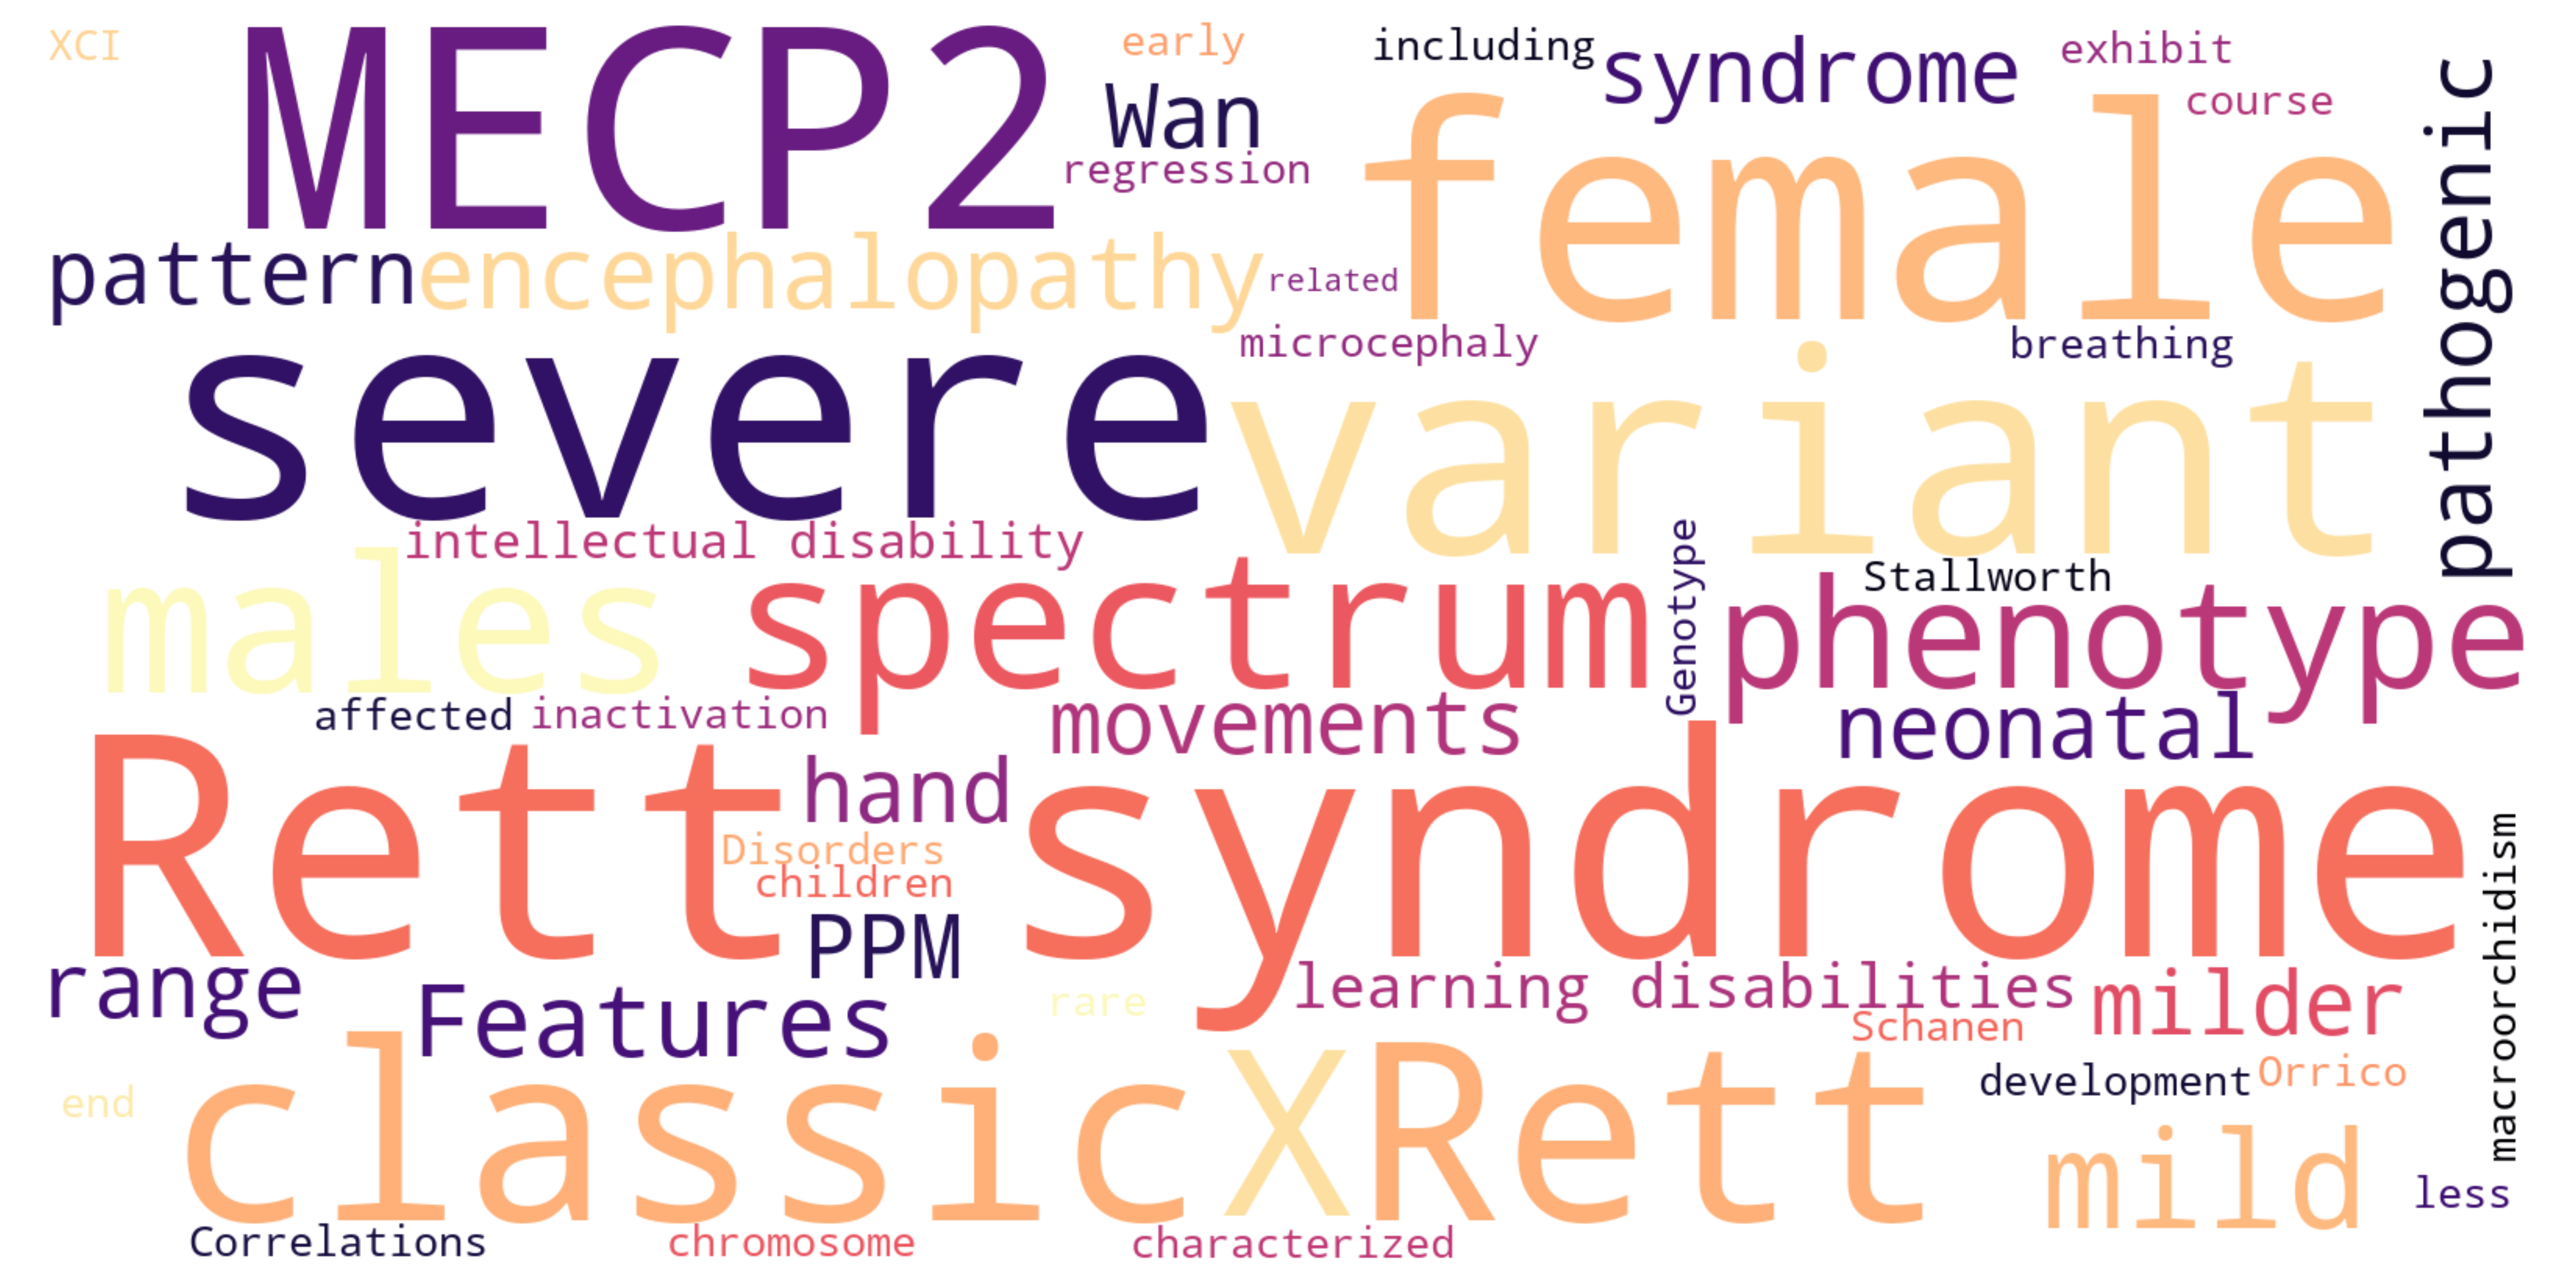 XCI
MECP2
early
including
syndrome
exhibit
course
Wan
regression
female
pathogenic
pattern
encephalopathy
related
microcephaly
breathing
severe
variant
intellectual disability
males
spectrum
Genotype
Stallworth
phenotype
affected
inactivation
movements
neonatal
Rett syndrome
hand
Disorders
children
PPM
macroorchidism
range
Features
rare
learning disabilities
milder
Schanen
end
classic
X
Rett
development
Orrico
mild
less
Correlations
chromosome
characterized